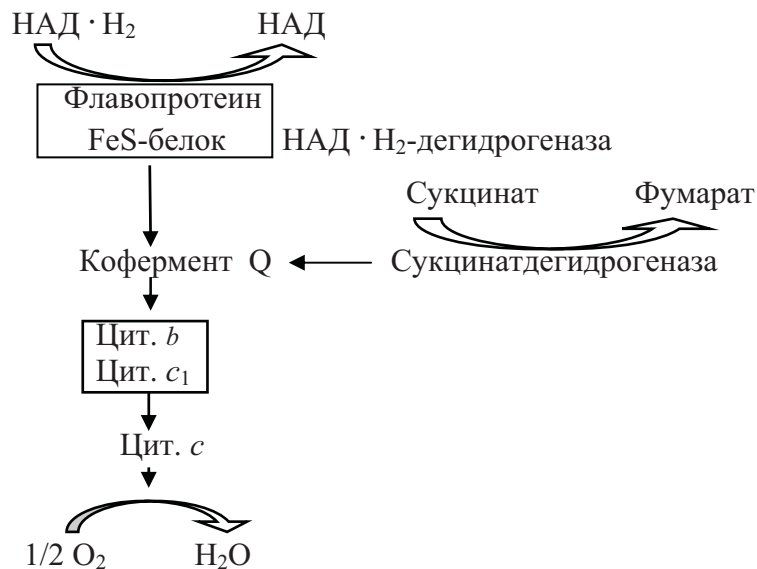 НАД · H₂ НАД
Флавопротеин
FeS-белок НАД · H₂-дегидрогеназа
Сукцинат Фумарат
Кофермент Q Сукцинатдегидрогеназа
Цит. b
Цит. c₁
Цит. c
1/2 O₂ H₂O